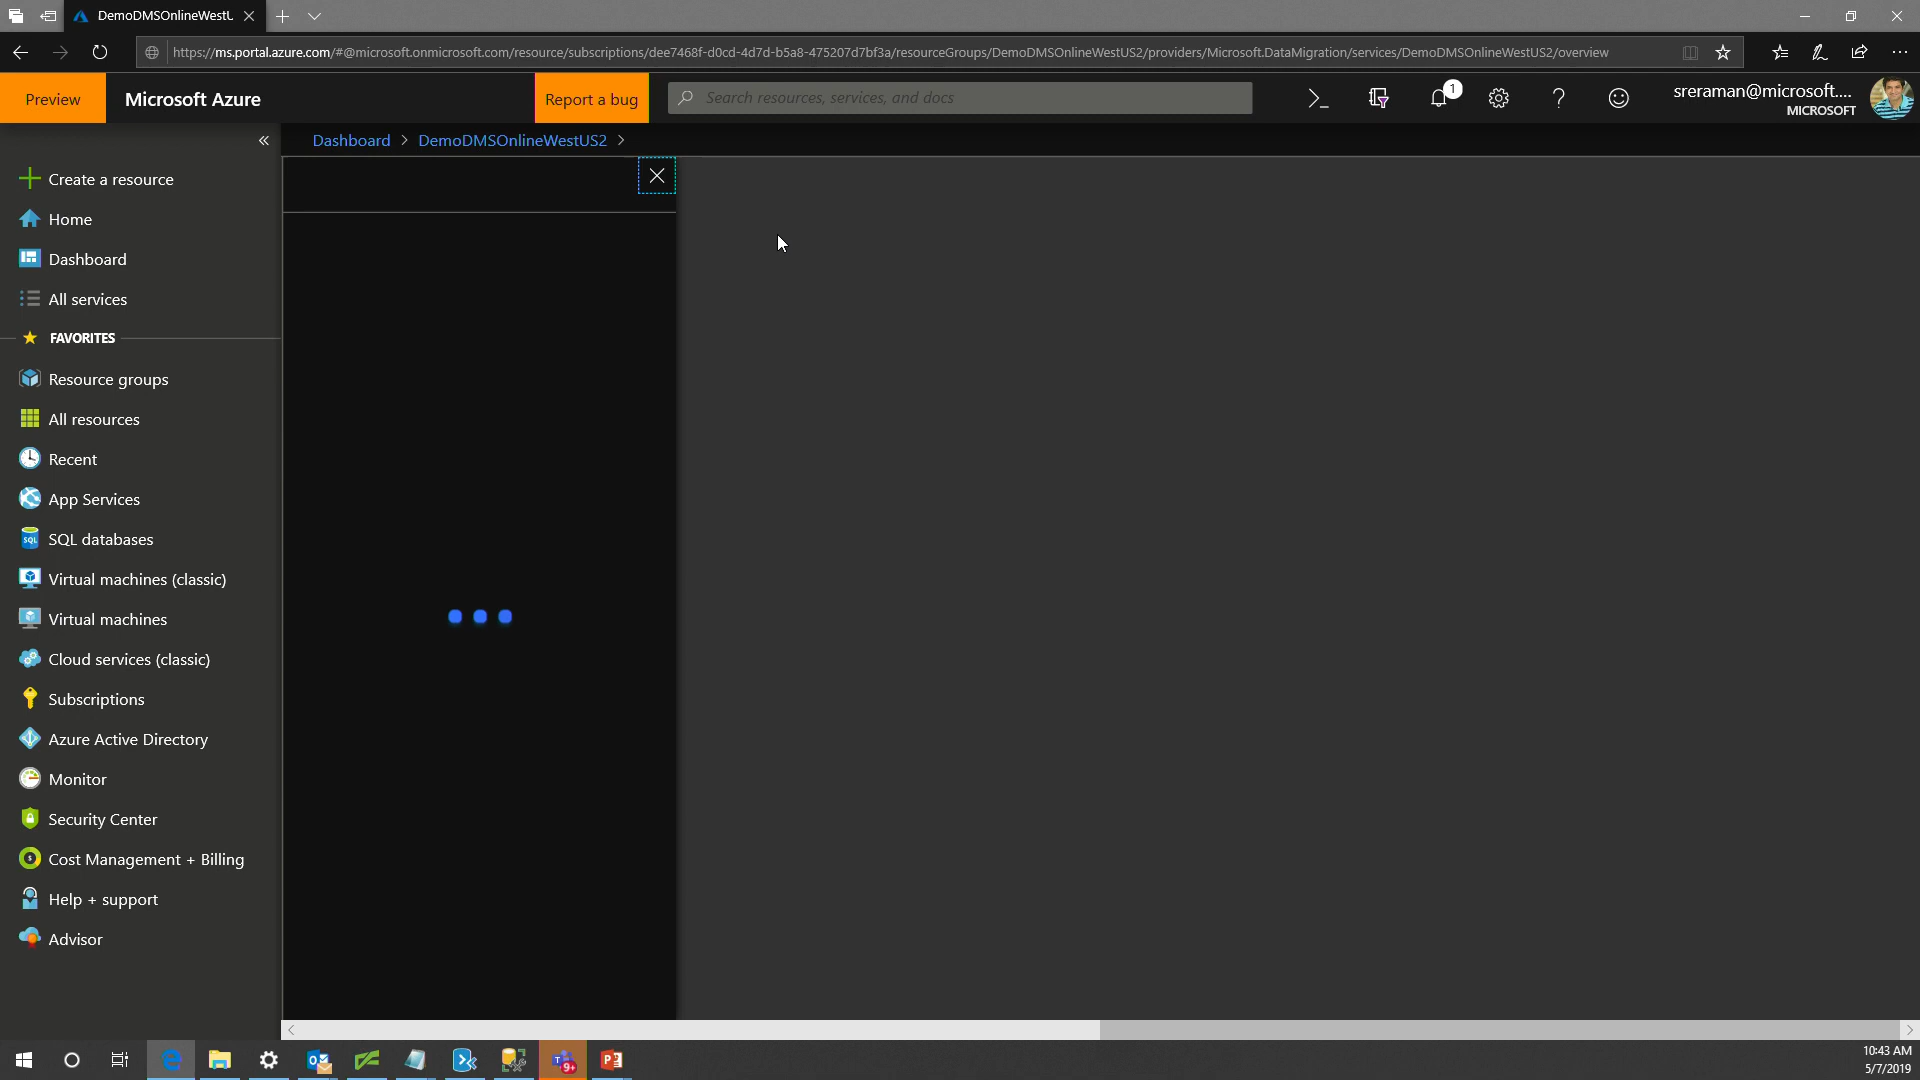 DemoDMSOnlineWestU
https://ms.portal.azure.com/#@microsoft.onmicrosoft.com/resource/subscriptions/dee7468f-d0cd-4d7d-b5a8-475207d7bf3a/resourceGroups/DemoDMSOnlineWestUS2/providers/Microsoft.DataMigration/services/DemoDMSOnlineWestUS2/overview
Preview
Microsoft Azure
Report a bug
Search resources, services, and docs
1
sreraman@microsoft....
MICROSOFT
Dashboard > DemoDMSOnlineWestUS2 >
Create a resource
Home
Dashboard
All services
FAVORITES
Resource groups
All resources
Recent
App Services
SQL databases
Virtual machines (classic)
Virtual machines
Cloud services (classic)
Subscriptions
Azure Active Directory
Monitor
Security Center
Cost Management + Billing
Help + support
Advisor
9+
10:43 AM
5/7/2019